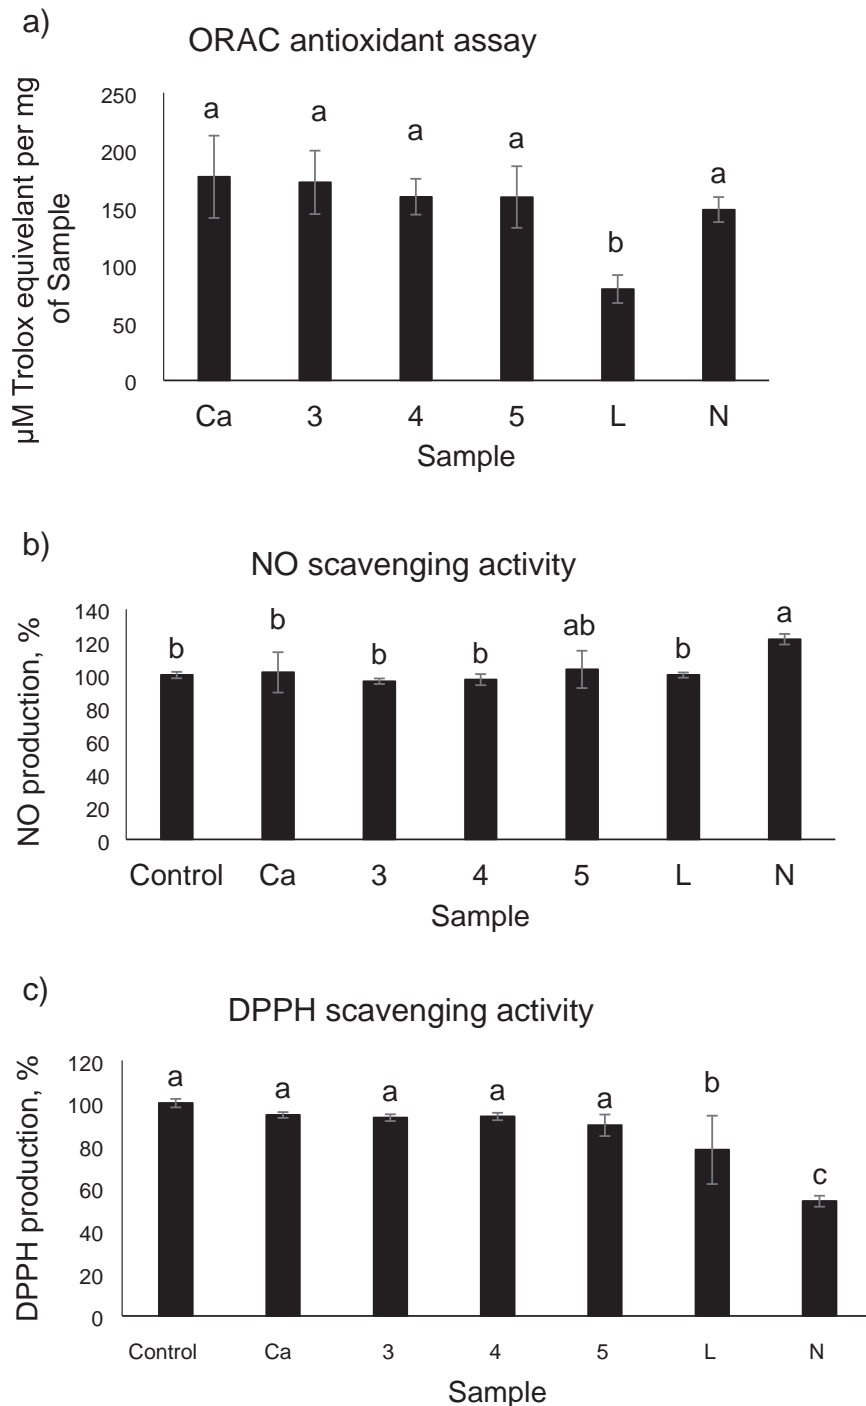 a)
ORAC antioxidant assay
µM Trolox equivelant per mg
of Sample
250
200
150
100
50
0
a
a
a
a
b
a
Ca 3 4 5 L N
Sample
b)
NO scavenging activity
NO production, %
140
120
100
80
60
40
20
0
b
b
b
b
ab
b
a
Control Ca 3 4 5 L N
Sample
c)
DPPH scavenging activity
DPPH production, %
120
100
80
60
40
20
0
a
a
a
a
a
b
c
Control Ca 3 4 5 L N
Sample